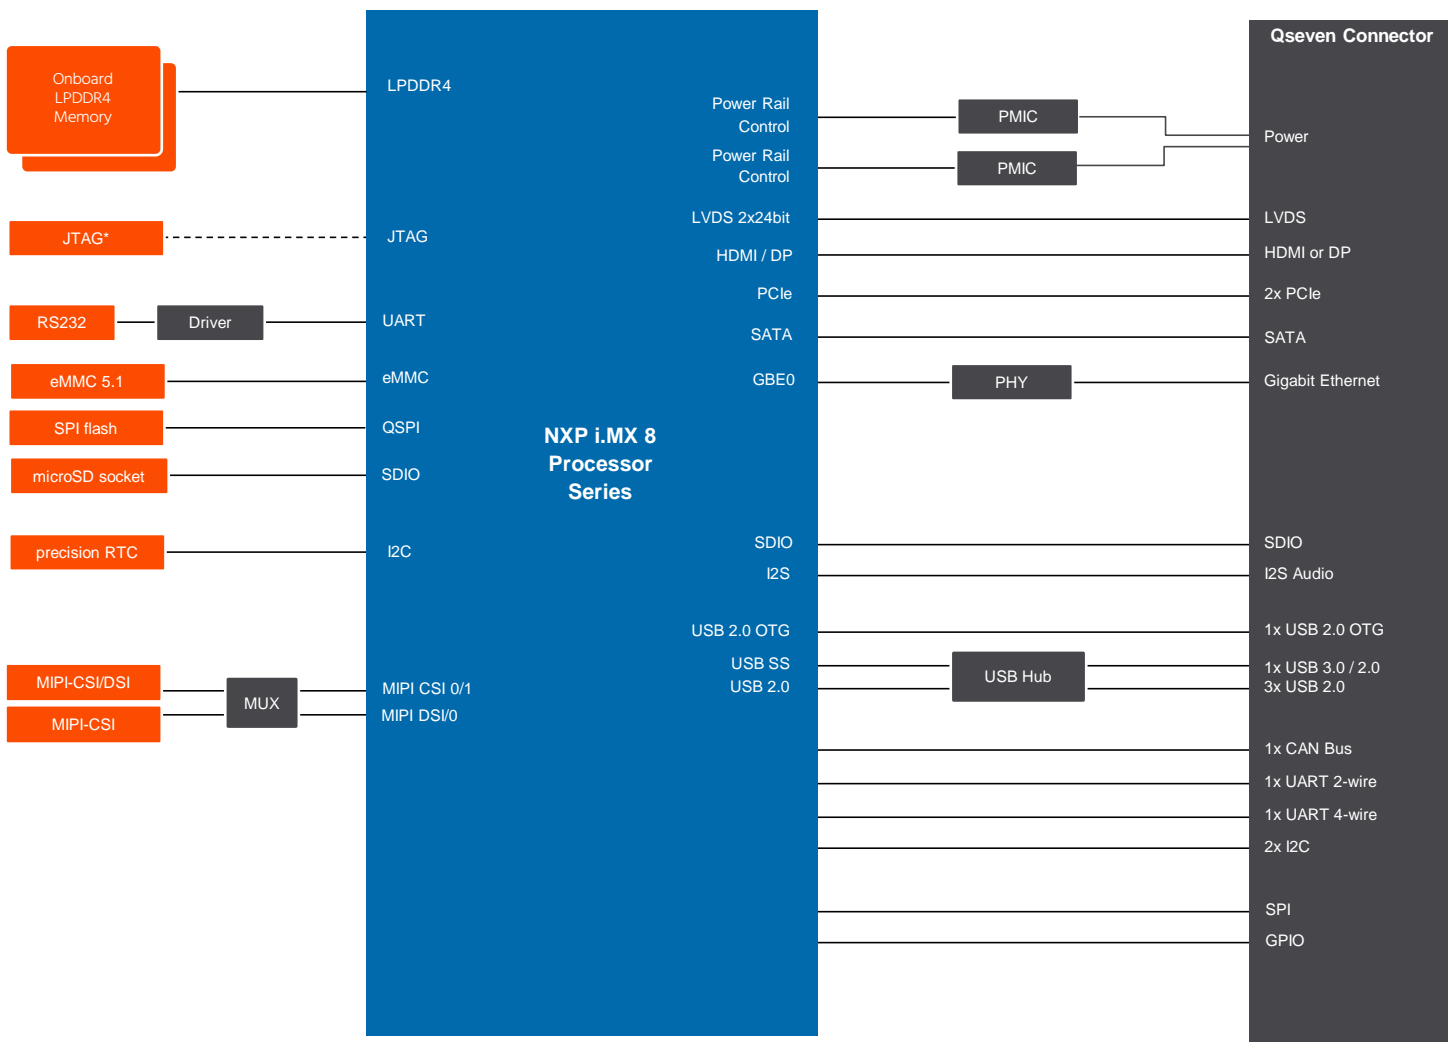 Onboard
LPDDR4
Memory
JTAG*
RS232
Driver
eMMC 5.1
SPI flash
microSD socket
precision RTC
MIPI-CSI/DSI
MIPI-CSI
MUX
LPDDR4
JTAG
UART
eMMC
QSPI
SDIO
I2C
MIPI CSI 0/1
MIPI DSI/0
NXP i.MX 8
Processor
Series
Power Rail
Control
Power Rail
Control
LVDS 2x24bit
HDMI / DP
PCIe
SATA
GBE0
SDIO
I2S
USB 2.0 OTG
USB SS
USB 2.0
PMIC
PMIC
PHY
USB Hub
Qseven Connector
Power
LVDS
HDMI or DP
2x PCIe
SATA
Gigabit Ethernet
SDIO
I2S Audio
1x USB 2.0 OTG
1x USB 3.0 / 2.0
3x USB 2.0
1x CAN Bus
1x UART 2-wire
1x UART 4-wire
2x I2C
SPI
GPIO